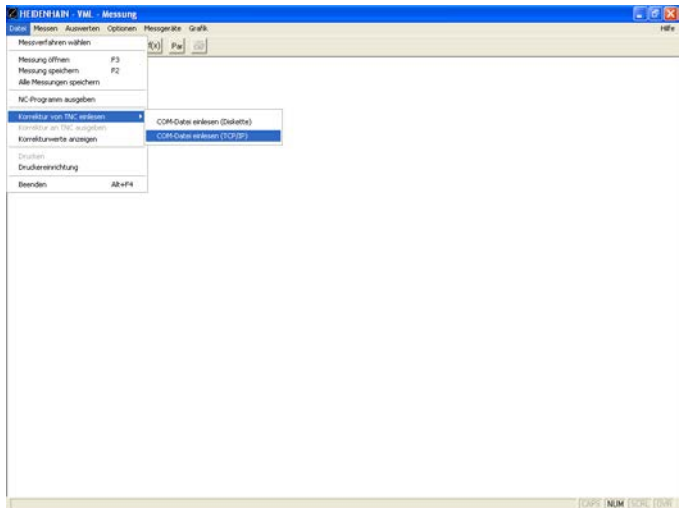 HEIDENHAIN - VML - Messung
Datei Messen Auswerten Optionen Messgeräte Grafik Hilfe
Messverfahren wählen
f(x) Par
Messung öffnen F3
Messung speichern F2
Alle Messungen speichern
NC-Programm ausgeben
Korrektur von TNC einlesen
COM-Datei einlesen (Diskette)
Korrektur an TNC ausgeben
COM-Datei einlesen (TCP/IP)
Korrekturwerte anzeigen
Drucken
Druckereinrichtung
Beenden Alt+F4
CAPS NUM SCRL OVR